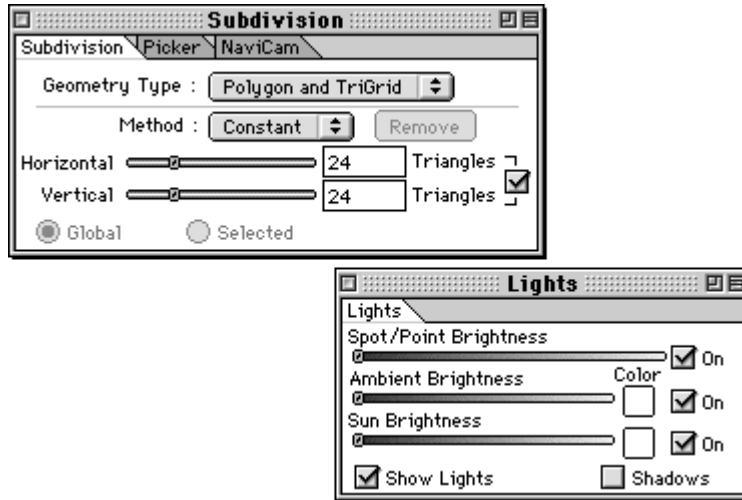 Subdivision
Subdivision Picker NaviCam
Geometry Type : Polygon and TriGrid
Method : Constant Remove
Horizontal 24 Triangles
Vertical 24 Triangles
Global Selected
Lights
Lights
Spot/Point Brightness
On
Ambient Brightness Color
On
Sun Brightness
On
Show Lights Shadows